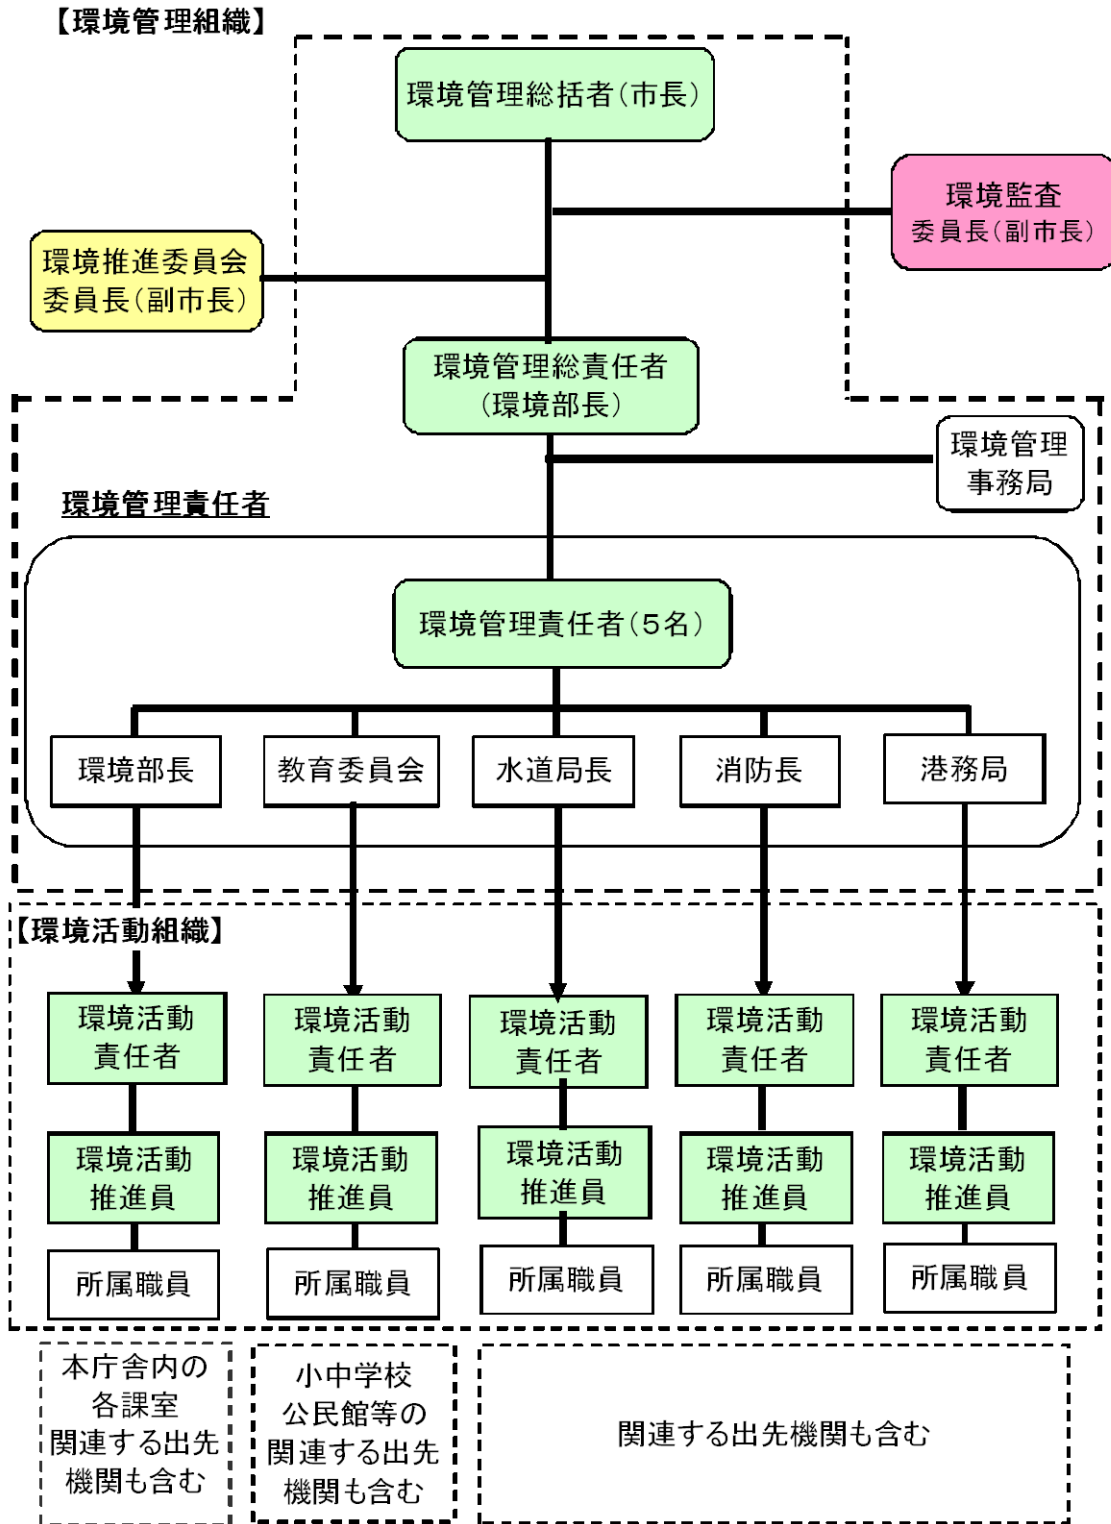 【環境管理組織】
環境管理総括者（市長）
環境監査
委員長（副市長）
環境推進委員会
委員長（副市長）
環境管理総責任者
（環境部長）
環境管理
事務局
環境管理責任者
環境管理責任者（５名）
環境部長
教育委員会
水道局長
消防長
港務局
【環境活動組織】
環境活動
責任者
環境活動
責任者
環境活動
責任者
環境活動
責任者
環境活動
責任者
環境活動
推進員
環境活動
推進員
環境活動
推進員
環境活動
推進員
環境活動
推進員
所属職員
所属職員
所属職員
所属職員
所属職員
本庁舎内の
各課室
関連する出先
機関も含む
小中学校
公民館等の
関連する出先
機関も含む
関連する出先機関も含む